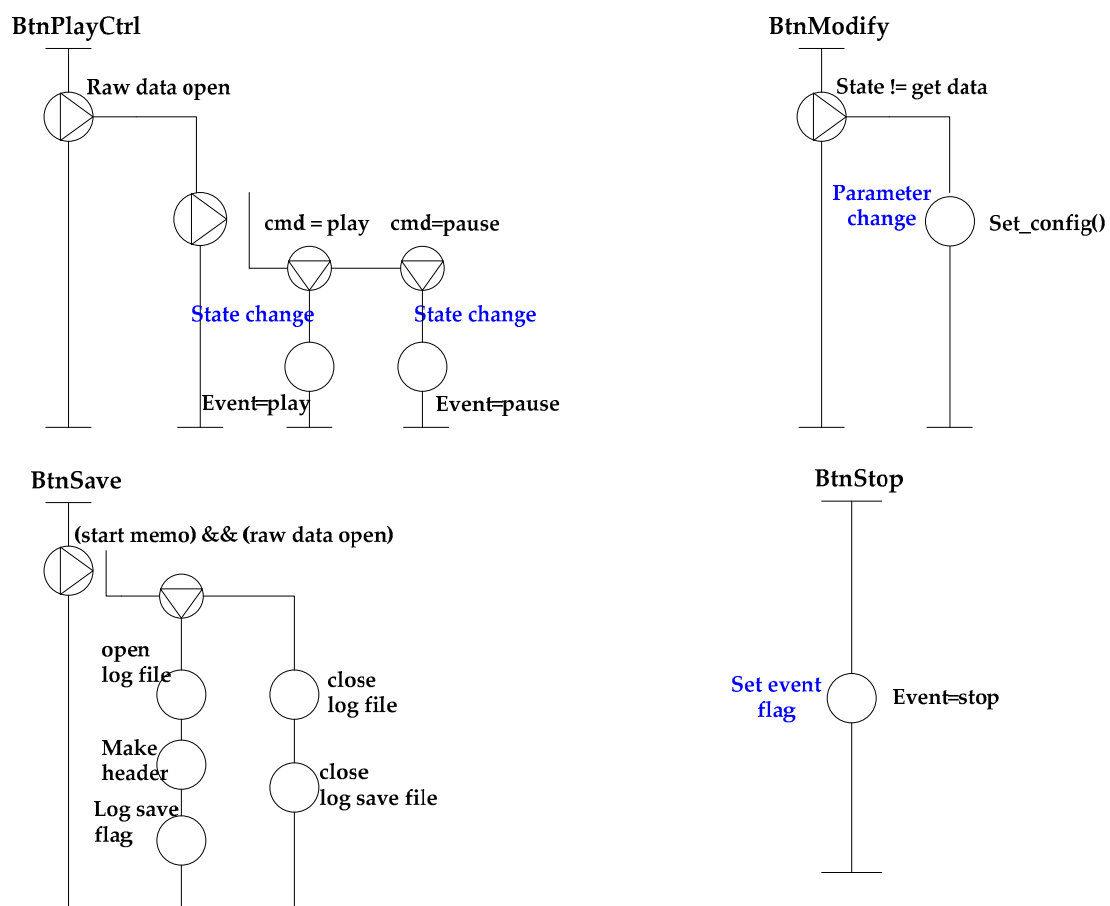 BtnPlayCtrl
Raw data open
cmd = play
cmd=pause
State change
State change
Event=play
Event=pause
BtnModify
State != get data
Parameter
change
Set_config()
BtnSave
(start memo) && (raw data open)
open
log file
close
log file
Make
header
close
log save file
Log save
flag
BtnStop
Set event
flag
Event=stop